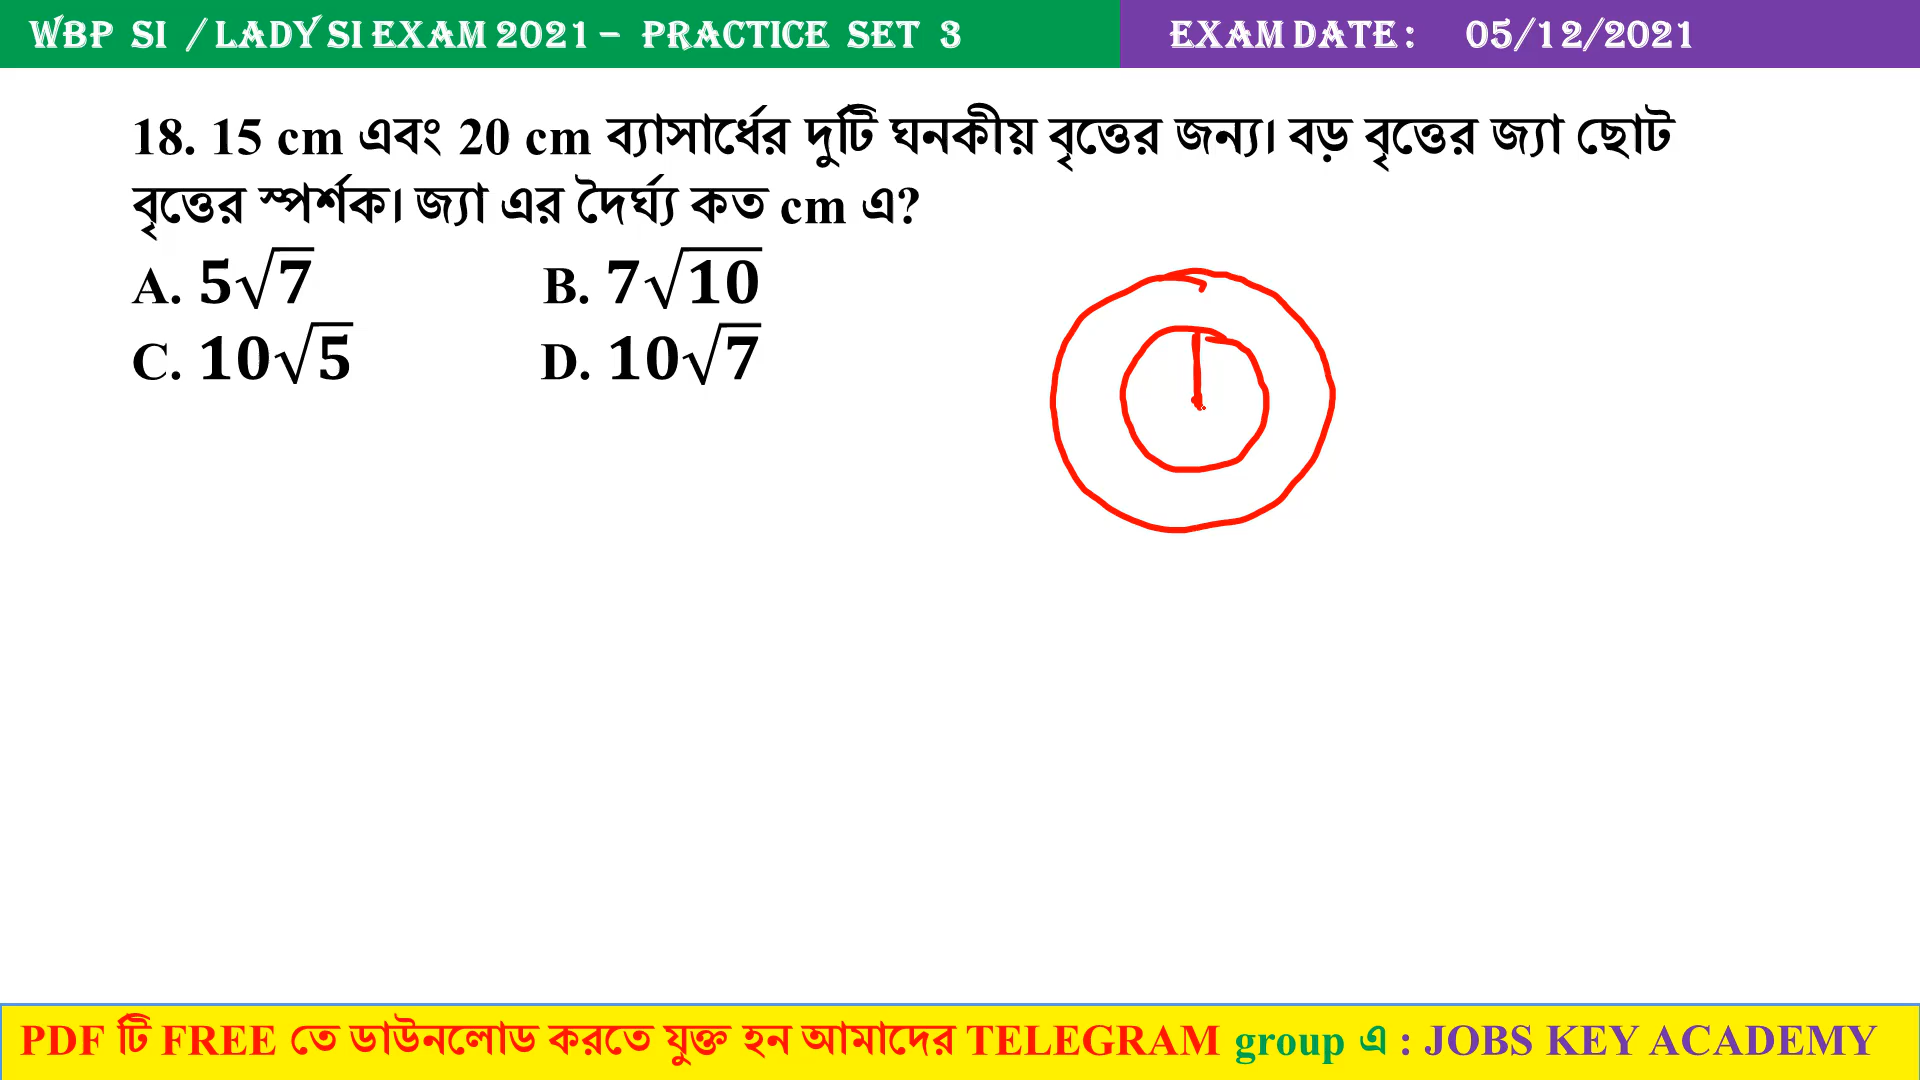 WBP SI / LADY SI EXAM 2021 – PRACTICE SET 3 EXAM DATE : 05/12/2021
18. 15 cm এবং 20 cm ব্যাসার্ধের দুটি ঘনকীয় বৃত্তের জন্য। বড় বৃত্তের জ্যা ছোট
বৃত্তের স্পর্শক। জ্যা এর দৈর্ঘ্য কত cm এ?
A. 5√7 B. 7√10
C. 10√5 D. 10√7
PDF টি FREE তে ডাউনলোড করতে যুক্ত হন আমাদের TELEGRAM group এ : JOBS KEY ACADEMY